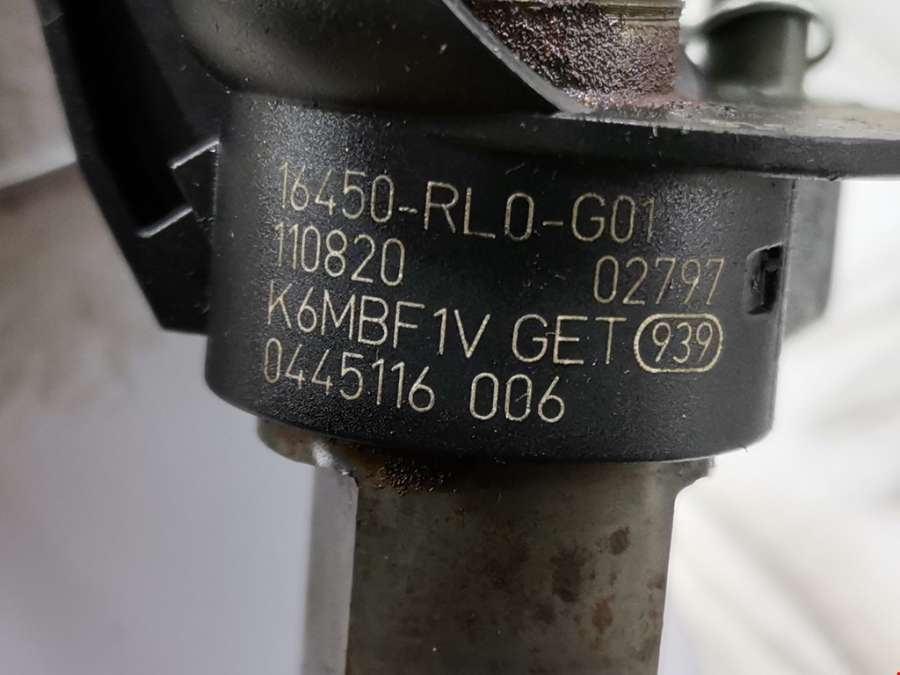 16450-RL0-G01
110820 02797
K6MBF1V GET 939
0445116 006